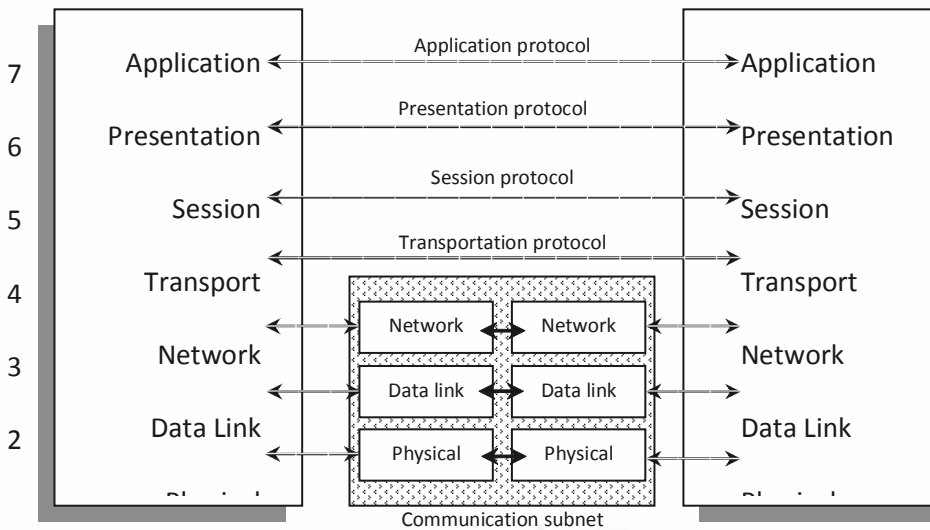 Application protocol
7 Application Application
Presentation protocol
6 Presentation Presentation
Session protocol
5 Session Session
Transportation protocol
4 Transport Transport
Network Network
3 Network Network
Data link Data link
2 Data Link Data Link
Physical Physical
Communication subnet